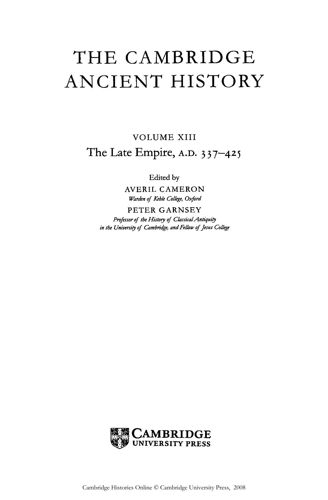 THE CAMBRIDGE
ANCIENT HISTORY
VOLUME XIII
The Late Empire, A.D. 337–425
Edited by
AVERIL CAMERON
Warden of Keble College, Oxford
PETER GARNSEY
Professor of the History of Classical Antiquity
in the University of Cambridge, and Fellow of Jesus College
CAMBRIDGE
UNIVERSITY PRESS
Cambridge Histories Online © Cambridge University Press, 2008